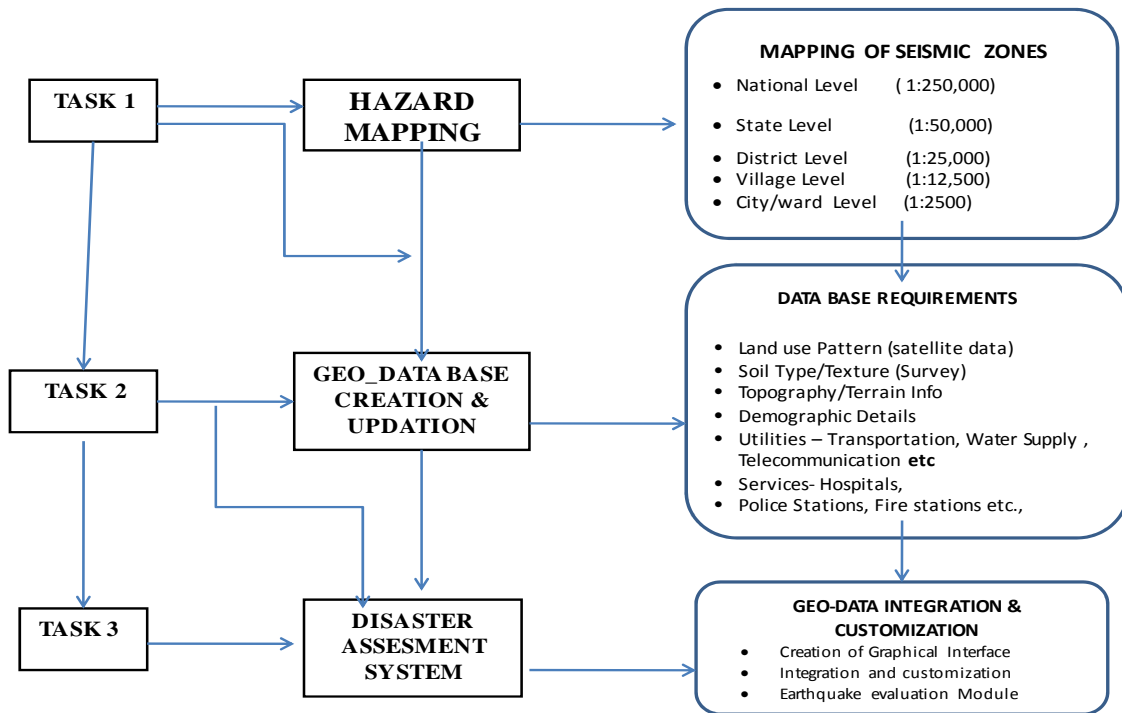 TASK 1
HAZARD
MAPPING
MAPPING OF SEISMIC ZONES
• National Level ( 1:250,000)
• State Level (1:50,000)
• District Level (1:25,000)
• Village Level (1:12,500)
• City/ward Level (1:2500)
TASK 2
GEO_DATA BASE
CREATION &
UPDATION
DATA BASE REQUIREMENTS
• Land use Pattern (satellite data)
• Soil Type/Texture (Survey)
• Topography/Terrain Info
• Demographic Details
• Utilities – Transportation, Water Supply ,
Telecommunication etc
• Services- Hospitals,
• Police Stations, Fire stations etc.,
TASK 3
DISASTER
ASSESMENT
SYSTEM
GEO-DATA INTEGRATION &
CUSTOMIZATION
• Creation of Graphical Interface
• Integration and customization
• Earthquake evaluation Module